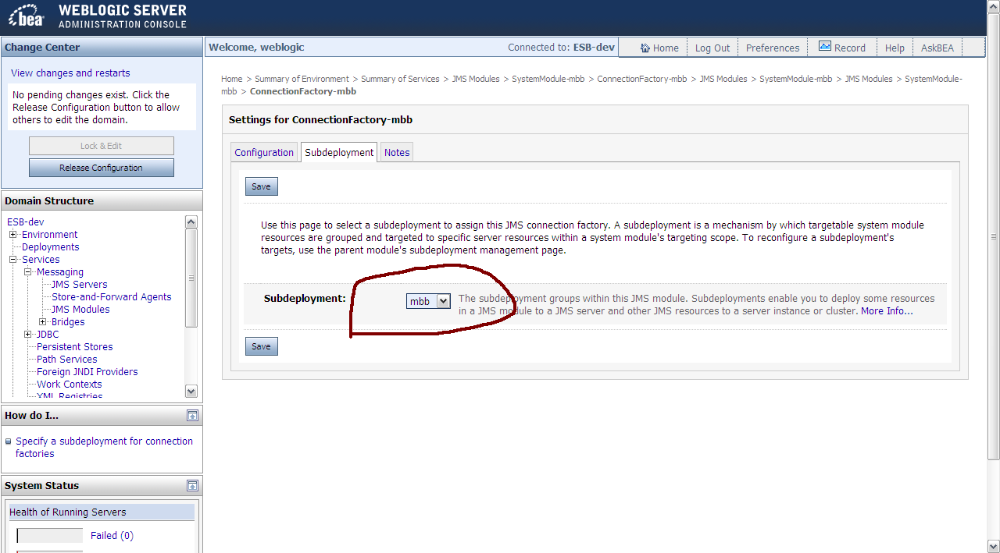 bea
WEBLOGIC SERVER
ADMINISTRATION CONSOLE
Change Center
View changes and restarts
No pending changes exist. Click the
Release Configuration button to allow
others to edit the domain.
Lock & Edit
Release Configuration
Domain Structure
ESB-dev
Environment
Deployments
Services
Messaging
JMS Servers
Store-and-Forward Agents
JMS Modules
Bridges
JDBC
Persistent Stores
Path Services
Foreign JNDI Providers
Work Contexts
XML Registries
How do I...
Specify a subdeployment for connection
factories
System Status
Health of Running Servers
Failed (0)
Welcome, weblogic
Connected to: ESB-dev
Home
Log Out
Preferences
Record
Help
AskBEA
Home > Summary of Environment > Summary of Services > JMS Modules > SystemModule-mbb > ConnectionFactory-mbb > JMS Modules > SystemModule-mbb > JMS Modules > SystemModule-
mbb > ConnectionFactory-mbb
Settings for ConnectionFactory-mbb
Configuration
Subdeployment
Notes
Save
Use this page to select a subdeployment to assign this JMS connection factory. A subdeployment is a mechanism by which targetable system module
resources are grouped and targeted to specific server resources within a system module's targeting scope. To reconfigure a subdeployment's
targets, use the parent module's subdeployment management page.
Subdeployment:
mbb
The subdeployment groups within this JMS module. Subdeployments enable you to deploy some resources
in a JMS module to a JMS server and other JMS resources to a server instance or cluster. More Info...
Save